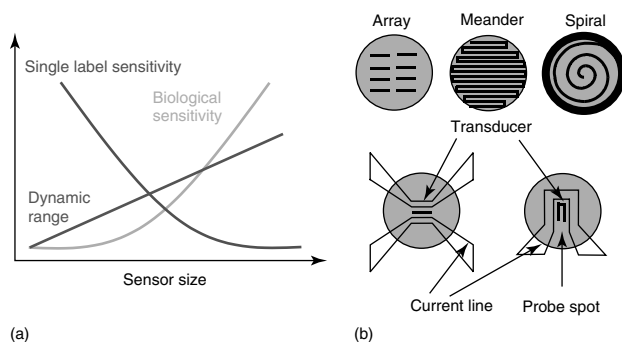 Single label sensitivity
Biological
sensitivity
Dynamic
range
Sensor size
(a)
Array
Meander
Spiral
Transducer
Current line
Probe spot
(b)